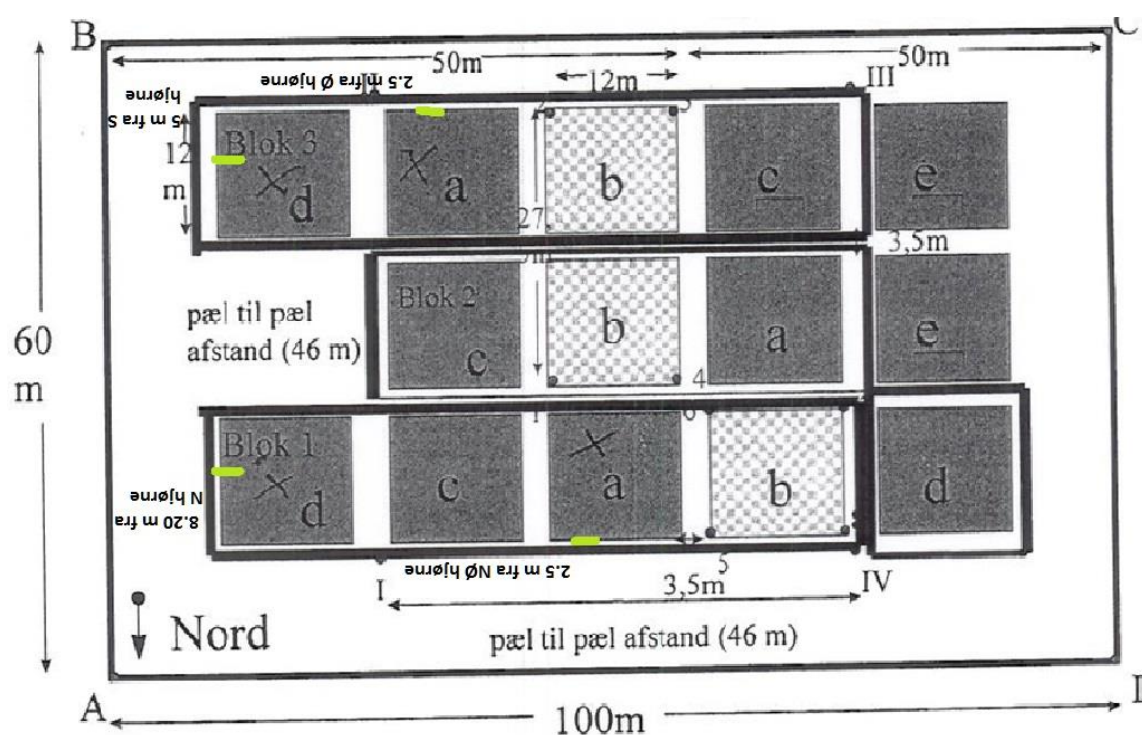 B
C
50m
50m
2.5 m fra Ø hjørne
12m
II
III
5 m fra S
hjørne
12
m
Blok 3
d
a
b
c
e
27
3,5m
pæl til pæl
afstand (46 m)
Blok 2
c
b
a
e
4
60
m
Blok 1
d
c
a
6
b
d
8.20 m fra
N hjørne
2.5 m fra NØ hjørne
5
I
3,5m
IV
Nord
pæl til pæl afstand (46 m)
A
100m